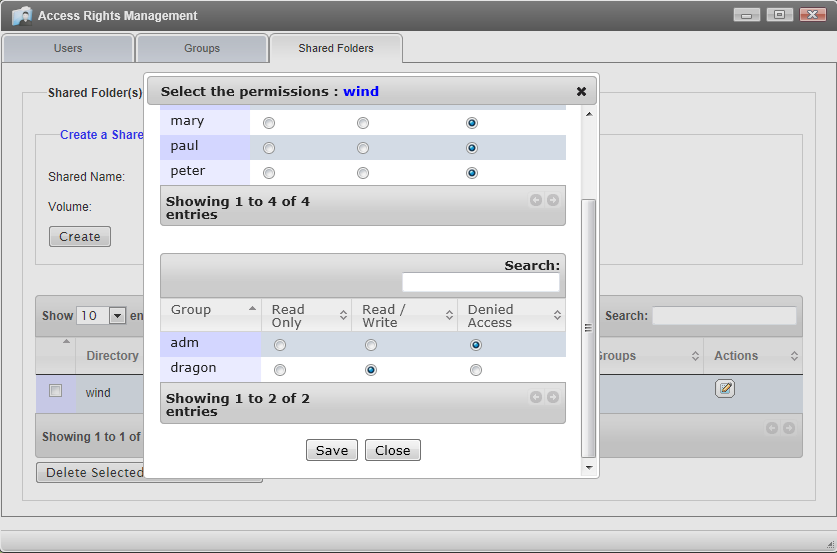 Access Rights Management
Users Groups Shared Folders
Shared Folder(s)
Create a Share
Shared Name:
Volume:
Create
Show 10 en
Search:
Directory
Groups Actions
wind
Showing 1 to 1 of
Delete Selected
Select the permissions : wind
mary
paul
peter
Showing 1 to 4 of 4
entries
Search:
Group Read Only Read / Write Denied Access
adm
dragon
Showing 1 to 2 of 2
entries
Save Close